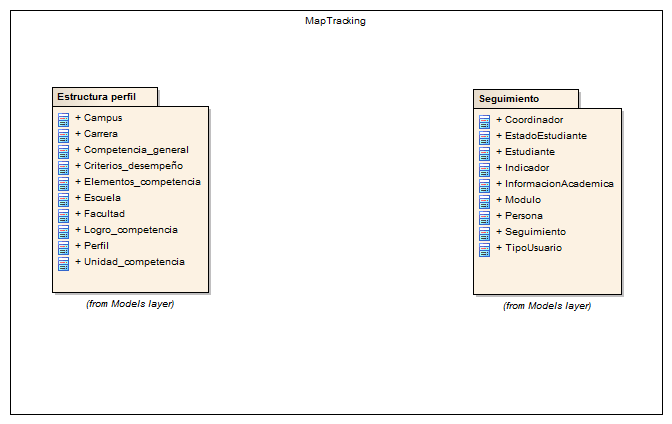 MapTracking
Estructura perfil
+ Campus
+ Carrera
+ Competencia_general
+ Criterios_desempeño
+ Elementos_competencia
+ Escuela
+ Facultad
+ Logro_competencia
+ Perfil
+ Unidad_competencia
(from Models layer)
Seguimiento
+ Coordinador
+ EstadoEstudiante
+ Estudiante
+ Indicador
+ InformacionAcademica
+ Modulo
+ Persona
+ Seguimiento
+ TipoUsuario
(from Models layer)